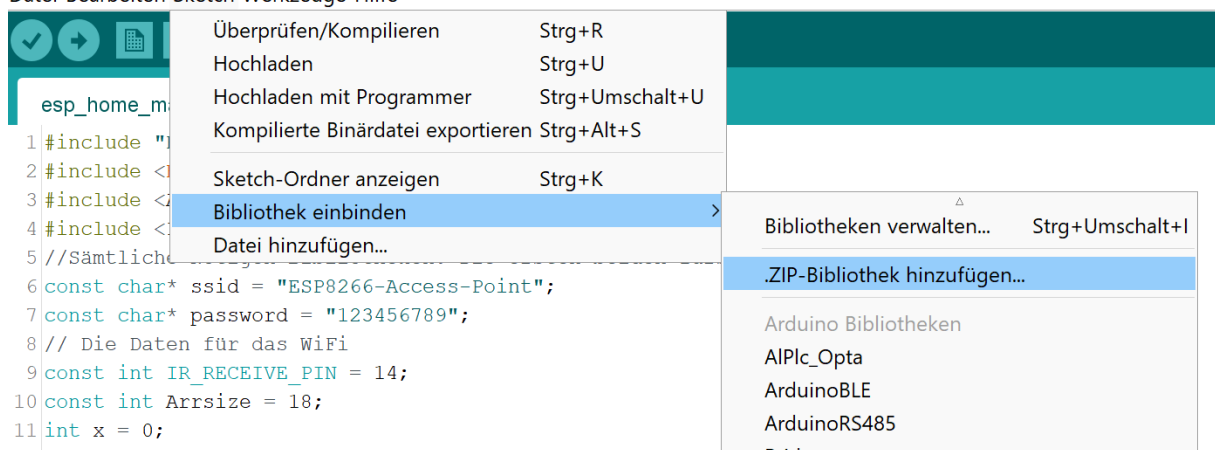 Überprüfen/Kompilieren Strg+R
Hochladen Strg+U
Hochladen mit Programmer Strg+Umschalt+U
Kompilierte Binärdatei exportieren Strg+Alt+S
Sketch-Ordner anzeigen Strg+K
Bibliothek einbinden
Datei hinzufügen...
Bibliotheken verwalten... Strg+Umschalt+I
.ZIP-Bibliothek hinzufügen...
Arduino Bibliotheken
AlPlc_Opta
ArduinoBLE
ArduinoRS485
esp_home_ma
1 #include "
2 #include <
3 #include <
4 #include <
5 //Sämtliche
6 const char* ssid = "ESP8266-Access-Point";
7 const char* password = "123456789";
8 // Die Daten für das WiFi
9 const int IR_RECEIVE_PIN = 14;
10 const int Arrsize = 18;
11 int x = 0;